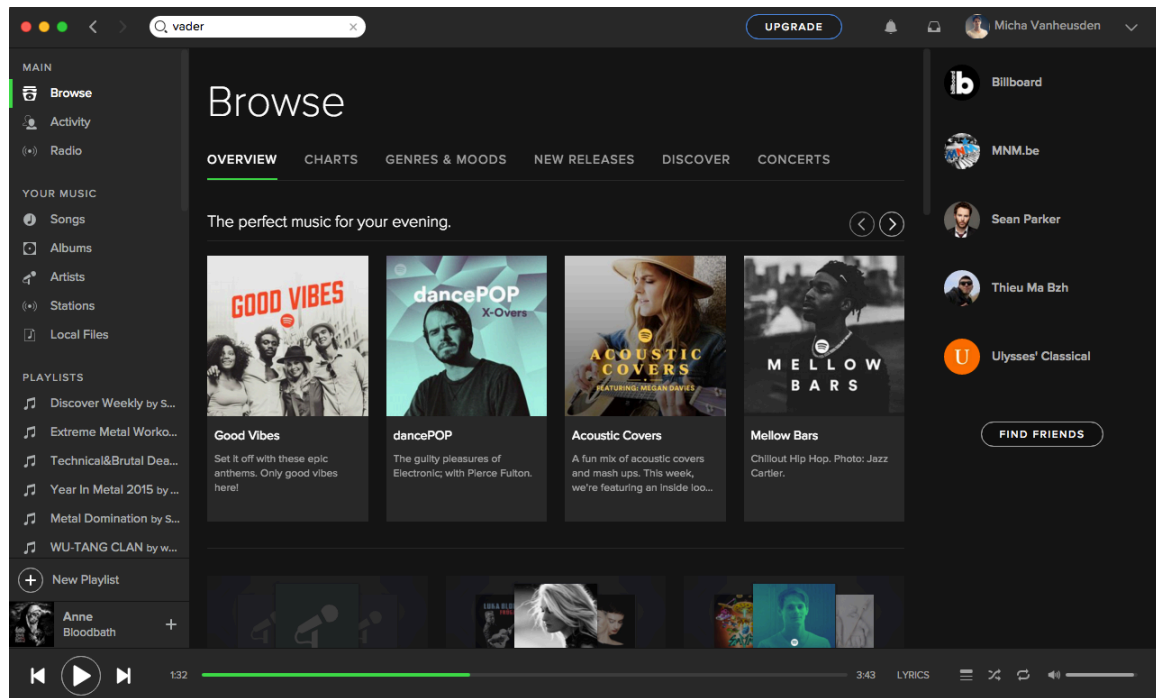 vader
UPGRADE
Micha Vanheusden
MAIN
Browse
Activity
Radio
YOUR MUSIC
Songs
Albums
Artists
Stations
Local Files
PLAYLISTS
Discover Weekly by S...
Extreme Metal Worko...
Technical&Brutal Dea...
Year In Metal 2015 by ...
Metal Domination by S...
WU-TANG CLAN by w...
New Playlist
Anne
Bloodbath
Browse
OVERVIEW CHARTS GENRES & MOODS NEW RELEASES DISCOVER CONCERTS
The perfect music for your evening.
GOOD VIBES
Good Vibes
Set it off with these epic
anthems. Only good vibes
here!
dancePOP
X-Overs
dancePOP
The guilty pleasures of
Electronic; with Pierce Fulton.
ACOUSTIC
COVERS
FEATURING: MEGAN DAVIES
Acoustic Covers
A fun mix of acoustic covers
and mash ups. This week,
we're featuring an inside loo...
MELLOW
BARS
Mellow Bars
Chillout Hip Hop. Photo: Jazz
Cartier.
b
Billboard
MNM.be
Sean Parker
Thieu Ma Bzh
U
Ulysses' Classical
FIND FRIENDS
1:32
3:43
LYRICS